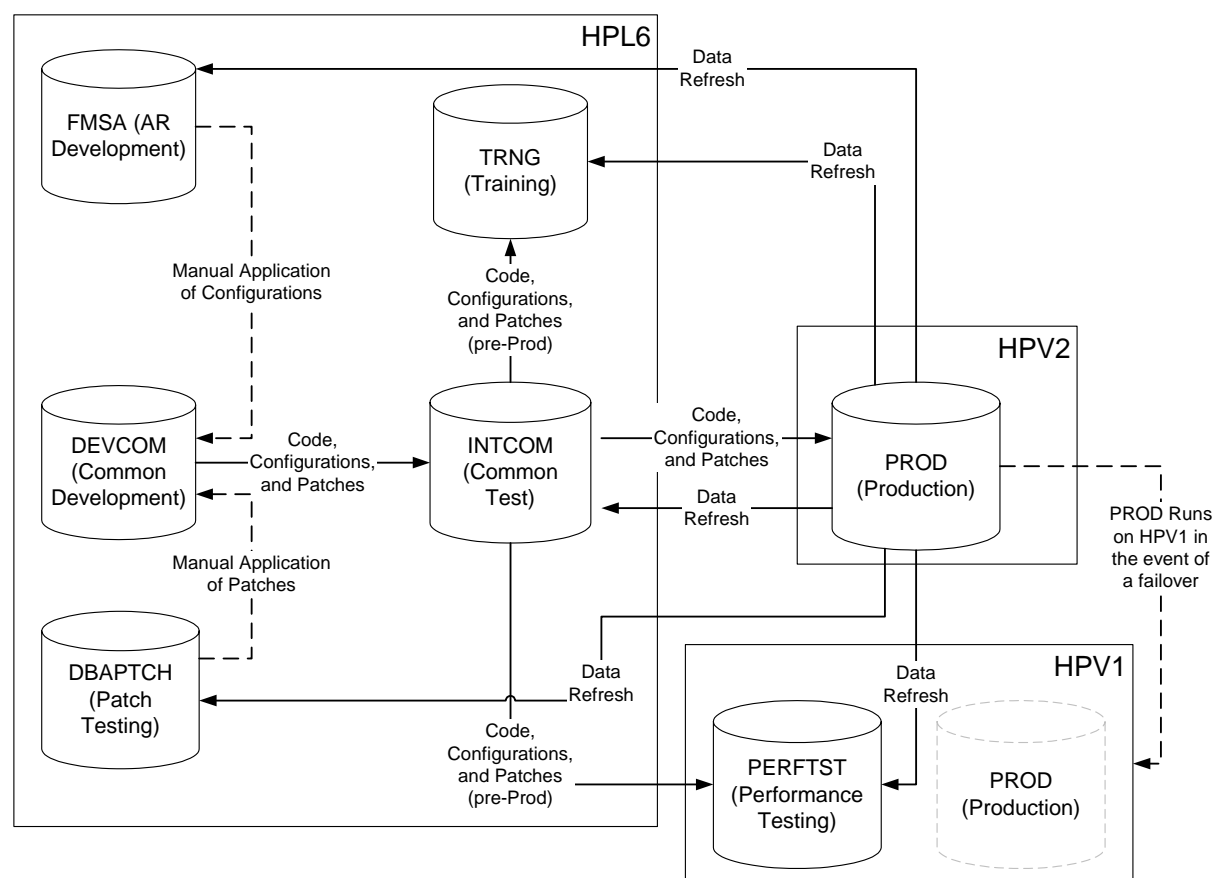 HPL6
Data
Refresh
FMSA (AR
Development)
TRNG
(Training)
Data
Refresh
Manual Application
of Configurations
Code,
Configurations,
and Patches
(pre-Prod)
HPV2
DEVCOM
(Common
Development)
Code,
Configurations,
and Patches
INTCOM
(Common
Test)
Code,
Configurations,
and Patches
PROD
(Production)
Data
Refresh
PROD Runs
on HPV1 in
the event of
a failover
Manual Application
of Patches
DBAPTCH
(Patch
Testing)
Data
Refresh
Data
Refresh
HPV1
Code,
Configurations,
and Patches
(pre-Prod)
PERFTST
(Performance
Testing)
PROD
(Production)